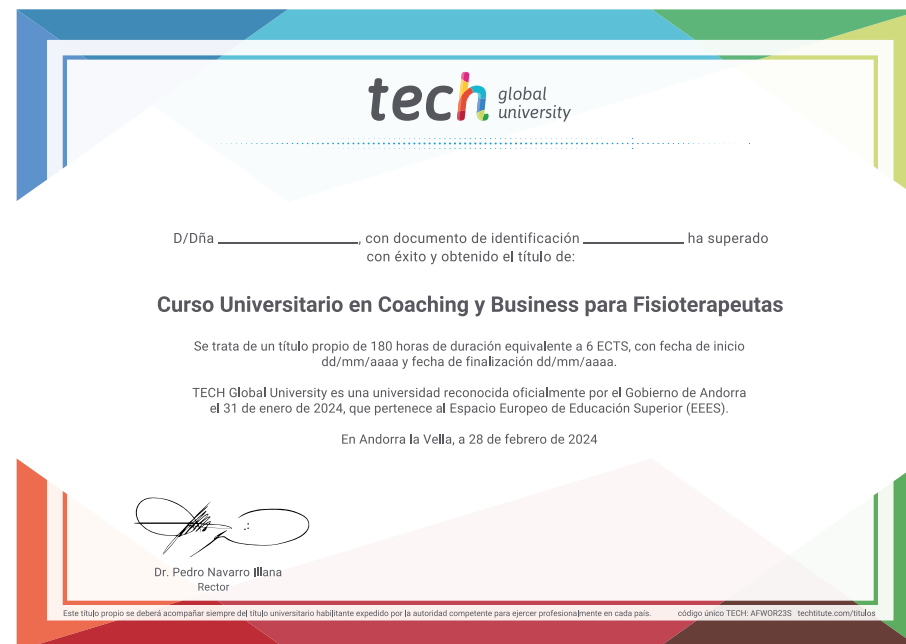 tech global
university
D/Dña ____________________, con documento de identificación ______________ ha superado
con éxito y obtenido el título de:
Curso Universitario en Coaching y Business para Fisioterapeutas
Se trata de un título propio de 180 horas de duración equivalente a 6 ECTS, con fecha de inicio
dd/mm/aaaa y fecha de finalización dd/mm/aaaa.
TECH Global University es una universidad reconocida oficialmente por el Gobierno de Andorra
el 31 de enero de 2024, que pertenece al Espacio Europeo de Educación Superior (EEES).
En Andorra la Vella, a 28 de febrero de 2024
Dr. Pedro Navarro Illana
Rector
Este título propio se deberá acompañar siempre del título universitario habilitante expedido por la autoridad competente para ejercer profesionalmente en cada país. código único TECH: AFWOR23S techtitute.com/titulos